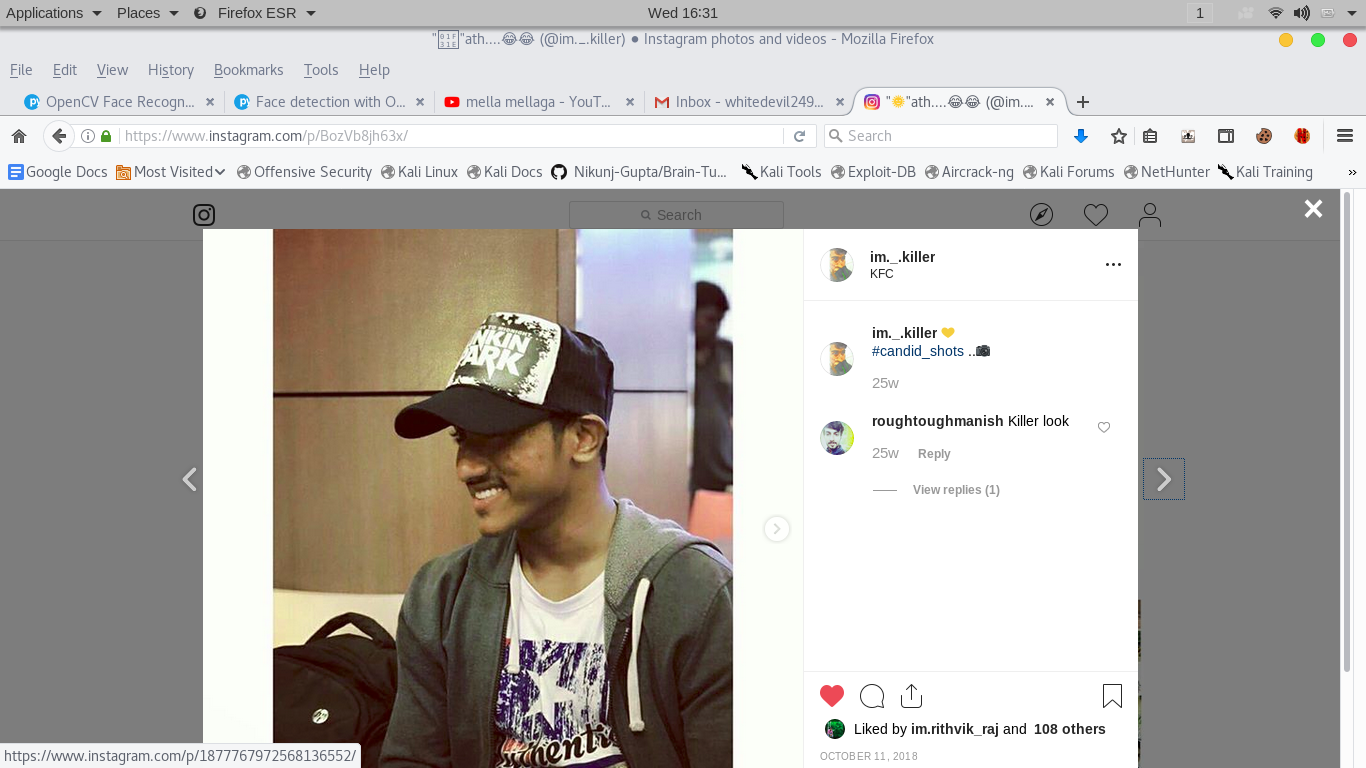 Applications Places Firefox ESR Wed 16:31 1
"ath....😂😂 (@im._.killer) • Instagram photos and videos - Mozilla Firefox
File Edit View History Bookmarks Tools Help
OpenCV Face Recogn... × Face detection with O... × mella mellaga - YouT... × Inbox - whitedevil249... × "🌞"ath....😂😂 (@im.... × +
https://www.instagram.com/p/BozVb8jh63x/ Search
Google Docs Most Visited Offensive Security Kali Linux Kali Docs Nikunj-Gupta/Brain-Tu... Kali Tools Exploit-DB Aircrack-ng Kali Forums NetHunter Kali Training »
Search
im._.killer
KFC
im._.killer 💛
#candid_shots ..📷
25w
roughtoughmanish Killer look
25w Reply
View replies (1)
Liked by im.rithvik_raj and 108 others
OCTOBER 11, 2018
NKIN
ARK
uthenti
https://www.instagram.com/p/1877767972568136552/